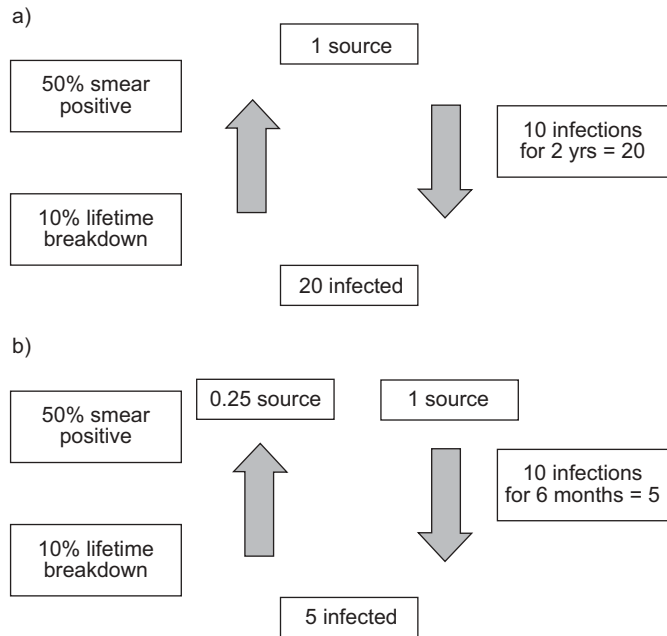 a)
1 source
50% smear
positive
10 infections
for 2 yrs = 20
10% lifetime
breakdown
20 infected
b)
0.25 source
1 source
50% smear
positive
10 infections
for 6 months = 5
10% lifetime
breakdown
5 infected